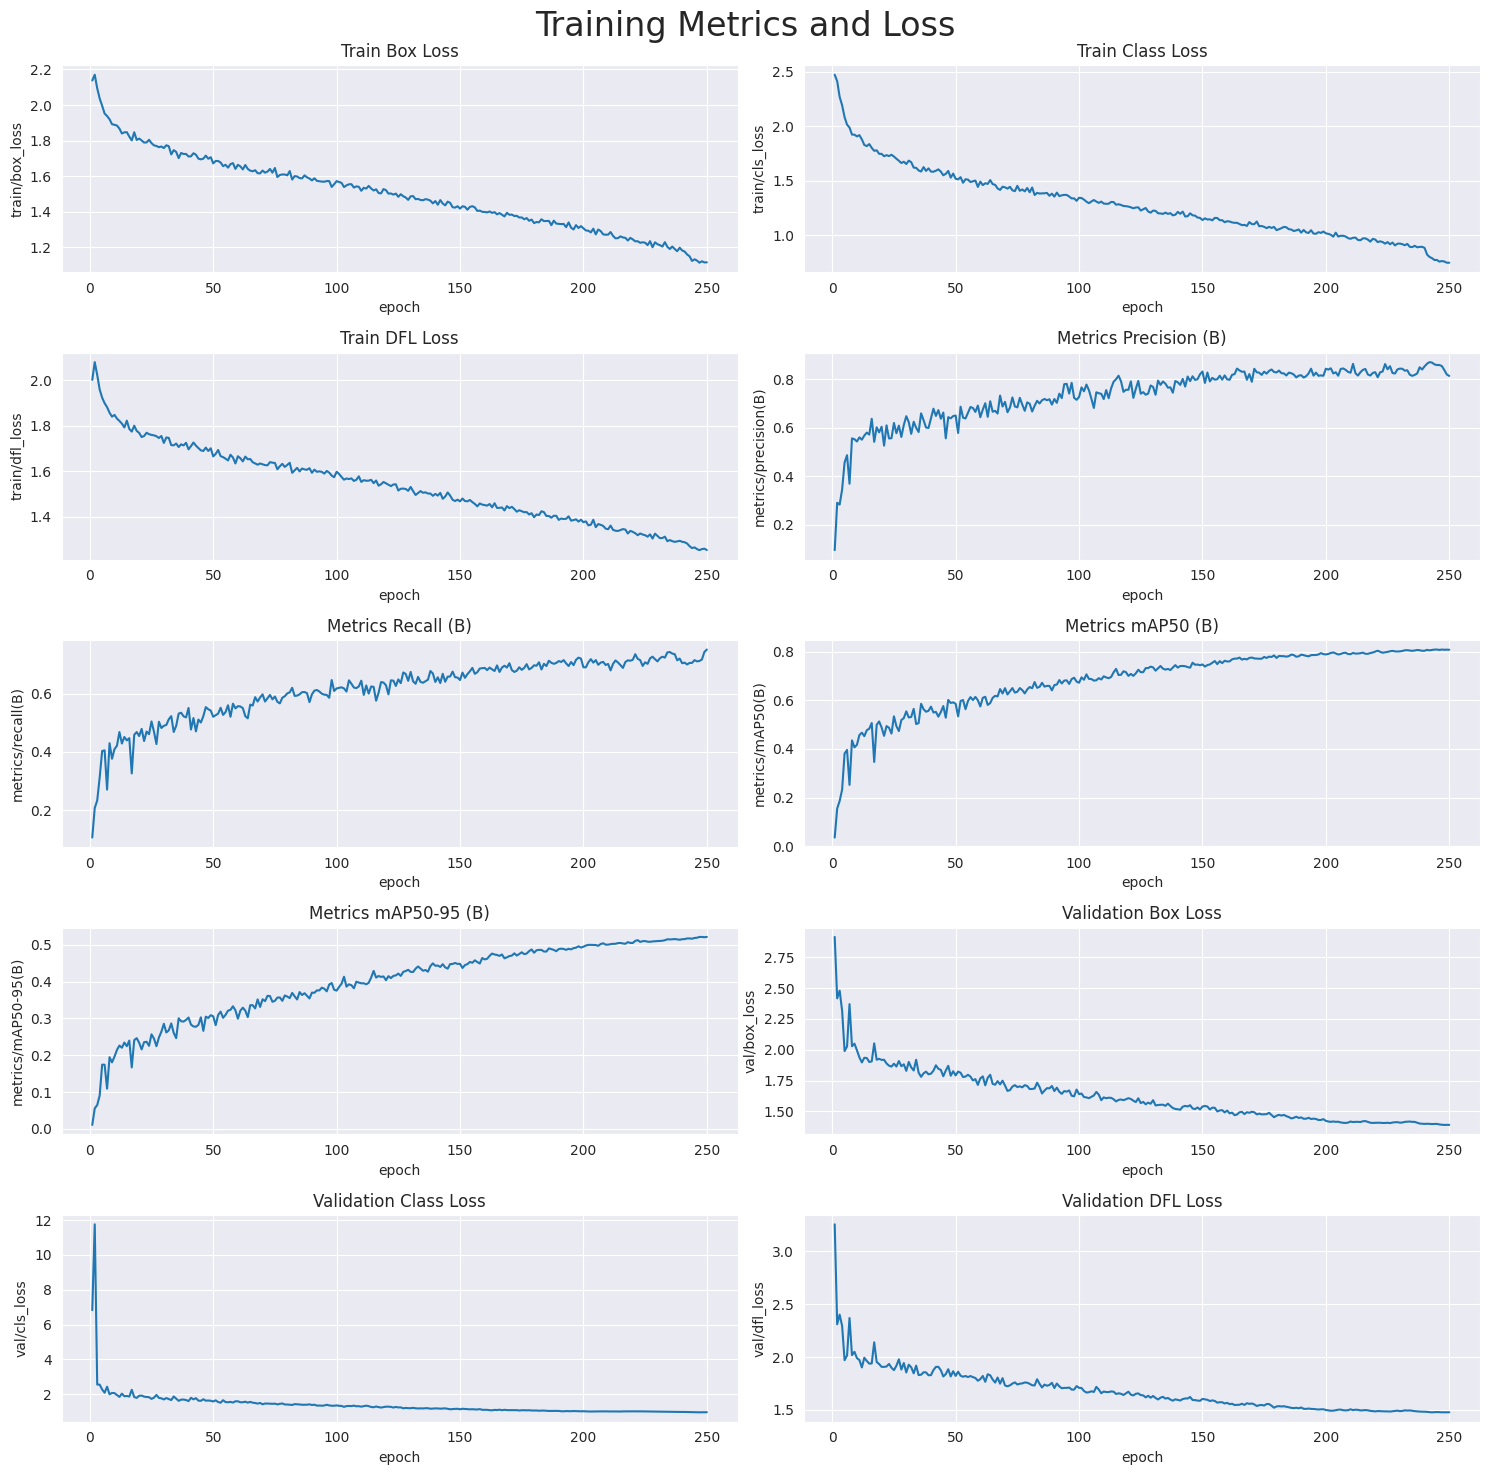 Training Metrics and Loss
Train Box Loss
train/box_loss
2.2
2.0
1.8
1.6
1.4
1.2
0 50 100 150 200 250
epoch
Train Class Loss
train/cls_loss
2.5
2.0
1.5
1.0
0 50 100 150 200 250
epoch
Train DFL Loss
train/dfl_loss
2.0
1.8
1.6
1.4
0 50 100 150 200 250
epoch
Metrics Precision (B)
metrics/precision(B)
0.8
0.6
0.4
0.2
0 50 100 150 200 250
epoch
Metrics Recall (B)
metrics/recall(B)
0.6
0.4
0.2
0 50 100 150 200 250
epoch
Metrics mAP50 (B)
metrics/mAP50(B)
0.8
0.6
0.4
0.2
0.0
0 50 100 150 200 250
epoch
Metrics mAP50-95 (B)
metrics/mAP50-95(B)
0.5
0.4
0.3
0.2
0.1
0.0
0 50 100 150 200 250
epoch
Validation Box Loss
val/box_loss
2.75
2.50
2.25
2.00
1.75
1.50
0 50 100 150 200 250
epoch
Validation Class Loss
val/cls_loss
12
10
8
6
4
2
0 50 100 150 200 250
epoch
Validation DFL Loss
val/dfl_loss
3.0
2.5
2.0
1.5
0 50 100 150 200 250
epoch